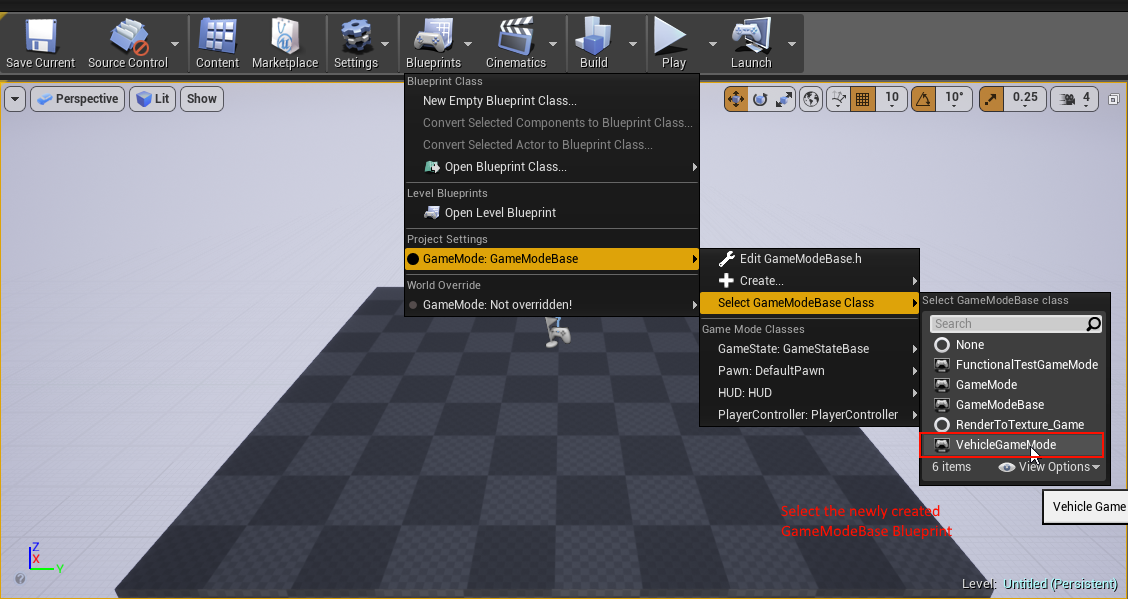 Save Current
Source Control
Content
Marketplace
Settings
Blueprints
Cinematics
Build
Play
Launch
Perspective
Lit
Show
10
10°
0.25
4
Blueprint Class
New Empty Blueprint Class...
Convert Selected Components to Blueprint Class...
Convert Selected Actor to Blueprint Class...
Open Blueprint Class...
Level Blueprints
Open Level Blueprint
Project Settings
GameMode: GameModeBase
World Override
GameMode: Not overridden!
Edit GameModeBase.h
Create...
Select GameModeBase Class
Game Mode Classes
GameState: GameStateBase
Pawn: DefaultPawn
HUD: HUD
PlayerController: PlayerController
Select GameModeBase class
Search
None
FunctionalTestGameMode
GameMode
GameModeBase
RenderToTexture_Game
VehicleGameMode
6 items
View Options
Vehicle Game
Select the newly created
GameModeBase Blueprint
Z
X
Y
?
Level: Untitled (Persistent)